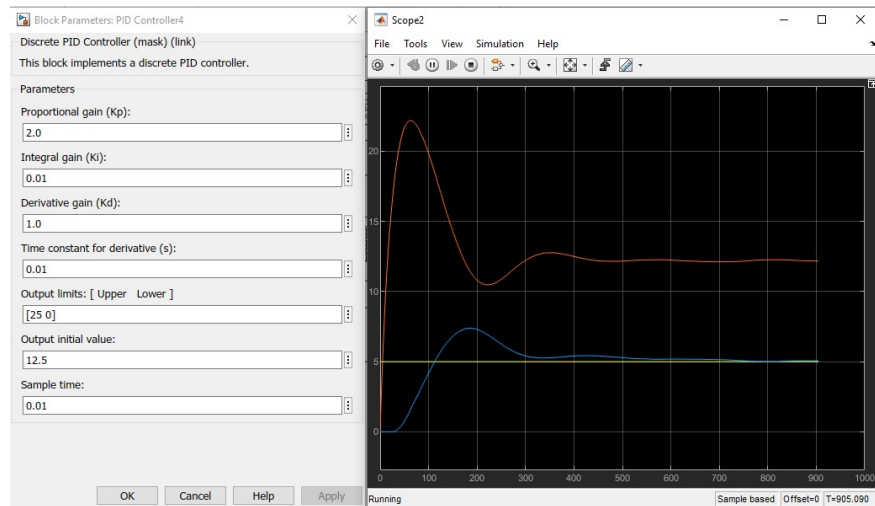 Block Parameters: PID Controller4
Discrete PID Controller (mask) (link)
This block implements a discrete PID controller.
Parameters
Proportional gain (Kp):
2.0
Integral gain (Ki):
0.01
Derivative gain (Kd):
1.0
Time constant for derivative (s):
0.01
Output limits: [ Upper Lower ]
[25 0]
Output initial value:
12.5
Sample time:
0.01
OK Cancel Help Apply
Scope2
File Tools View Simulation Help
20
15
10
5
0
0 100 200 300 400 500 600 700 800 900 1000
Running Sample based Offset=0 T=905.090